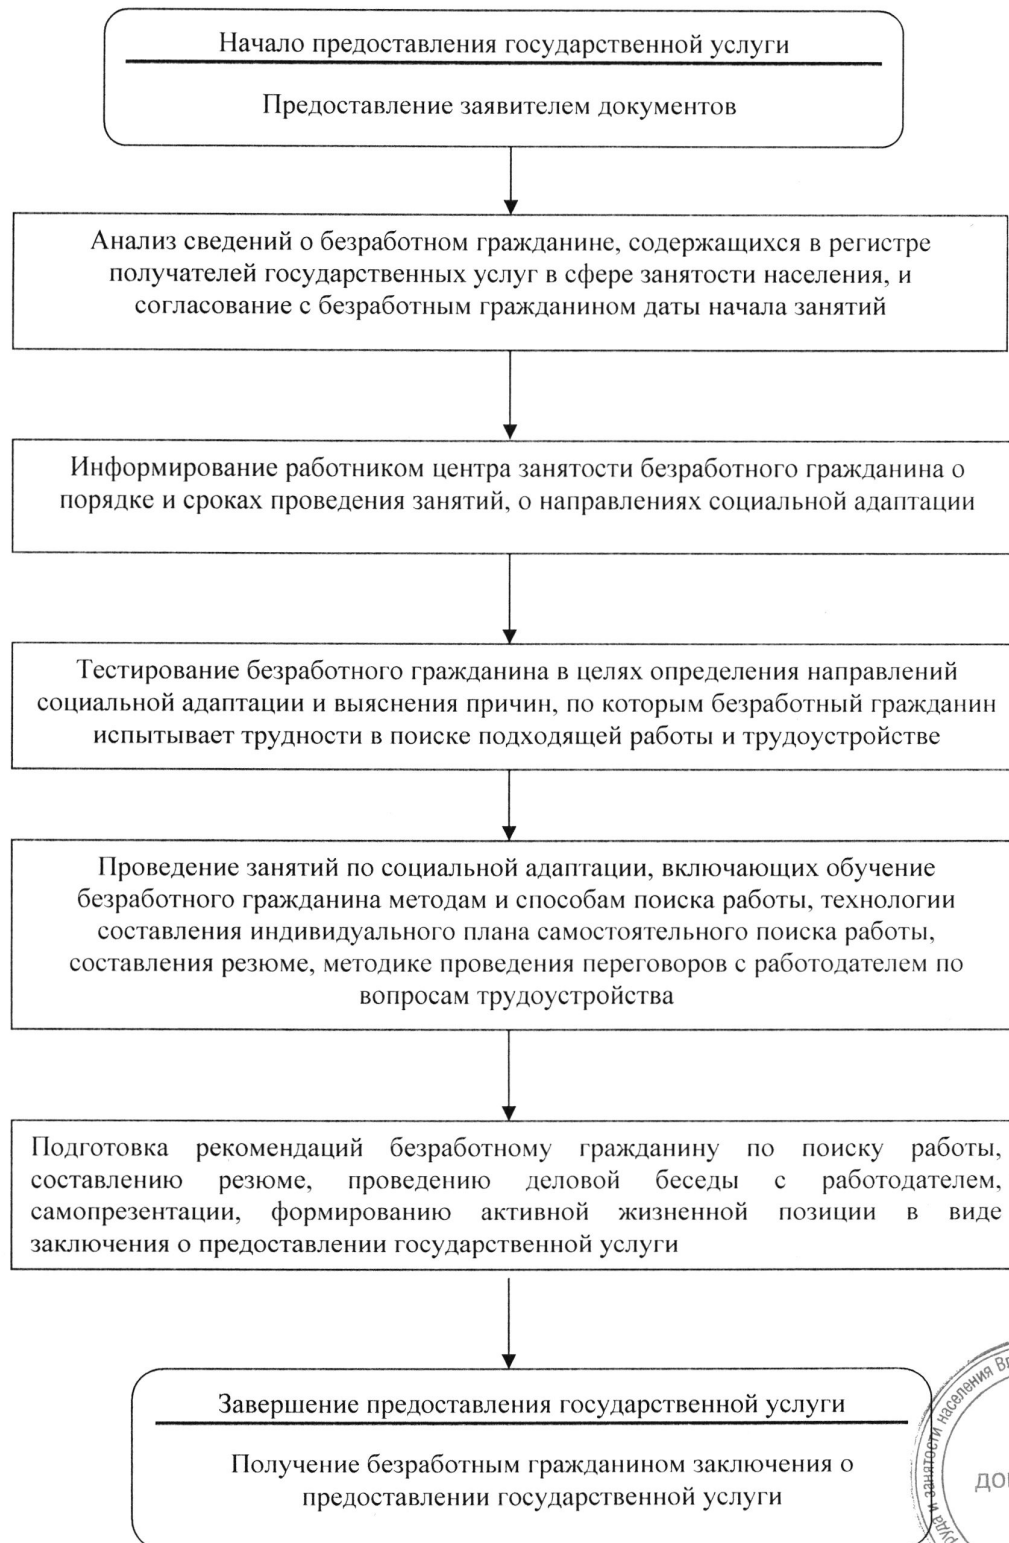 Начало предоставления государственной услуги
Предоставление заявителем документов
Анализ сведений о безработном гражданине, содержащихся в регистре
получателей государственных услуг в сфере занятости населения, и
согласование с безработным гражданином даты начала занятий
Информирование работником центра занятости безработного гражданина о
порядке и сроках проведения занятий, о направлениях социальной адаптации
Тестирование безработного гражданина в целях определения направлений
социальной адаптации и выяснения причин, по которым безработный гражданин
испытывает трудности в поиске подходящей работы и трудоустройстве
Проведение занятий по социальной адаптации, включающих обучение
безработного гражданина методам и способам поиска работы, технологии
составления индивидуального плана самостоятельного поиска работы,
составления резюме, методике проведения переговоров с работодателем по
вопросам трудоустройства
Подготовка рекомендаций безработному гражданину по поиску работы,
составлению резюме, проведению деловой беседы с работодателем,
самопрезентации, формированию активной жизненной позиции в виде
заключения о предоставлении государственной услуги
Завершение предоставления государственной услуги
Получение безработным гражданином заключения о
предоставлении государственной услуги
и занятости населения